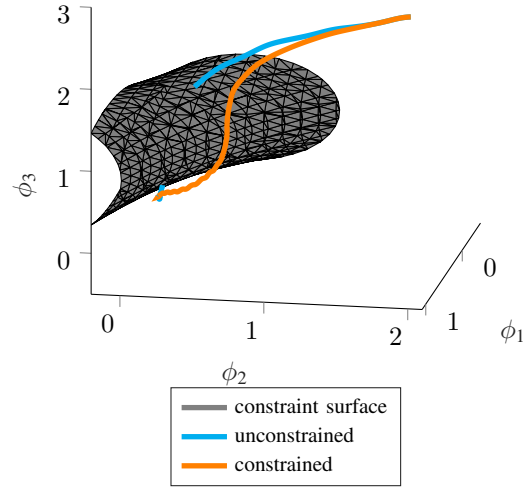 3
2
1
0
ϕ3
0
1
2
ϕ2
1
0
ϕ1
constraint surface
unconstrained
constrained